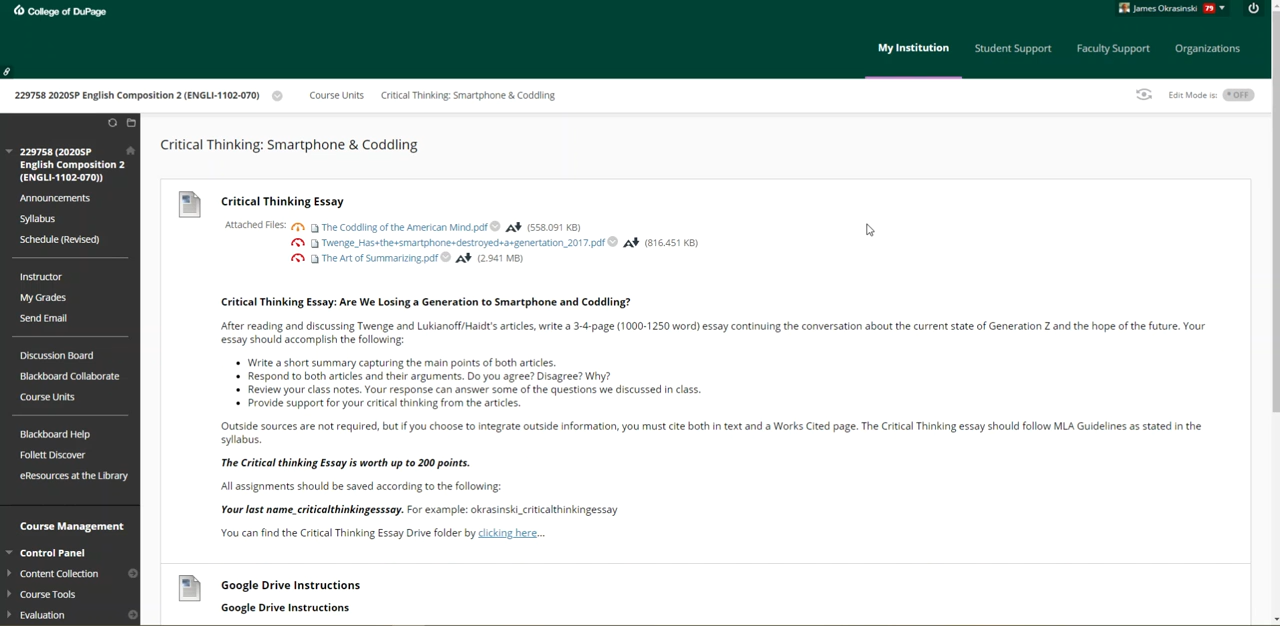 College of DuPage
James Okrasinski 79
My Institution Student Support Faculty Support Organizations
229758 2020SP English Composition 2 (ENGLI-1102-070) Course Units Critical Thinking: Smartphone & Coddling Edit Mode is: OFF
229758 (2020SP
English Composition 2
(ENGLI-1102-070))
Announcements
Syllabus
Schedule (Revised)
Instructor
My Grades
Send Email
Discussion Board
Blackboard Collaborate
Course Units
Blackboard Help
Follett Discover
eResources at the Library
Course Management
Control Panel
Content Collection
Course Tools
Evaluation
Critical Thinking: Smartphone & Coddling
Critical Thinking Essay
Attached Files: The Coddling of the American Mind.pdf (558.091 KB)
Twenge_Has+the+smartphone+destroyed+a+genertation_2017.pdf (816.451 KB)
The Art of Summarizing.pdf (2.941 MB)
Critical Thinking Essay: Are We Losing a Generation to Smartphone and Coddling?
After reading and discussing Twenge and Lukianoff/Haidt's articles, write a 3-4-page (1000-1250 word) essay continuing the conversation about the current state of Generation Z and the hope of the future. Your
essay should accomplish the following:
• Write a short summary capturing the main points of both articles.
• Respond to both articles and their arguments. Do you agree? Disagree? Why?
• Review your class notes. Your response can answer some of the questions we discussed in class.
• Provide support for your critical thinking from the articles.
Outside sources are not required, but if you choose to integrate outside information, you must cite both in text and a Works Cited page. The Critical Thinking essay should follow MLA Guidelines as stated in the
syllabus.
The Critical thinking Essay is worth up to 200 points.
All assignments should be saved according to the following:
Your last name_criticalthinkingesssay. For example: okrasinski_criticalthinkingessay
You can find the Critical Thinking Essay Drive folder by clicking here...
Google Drive Instructions
Google Drive Instructions